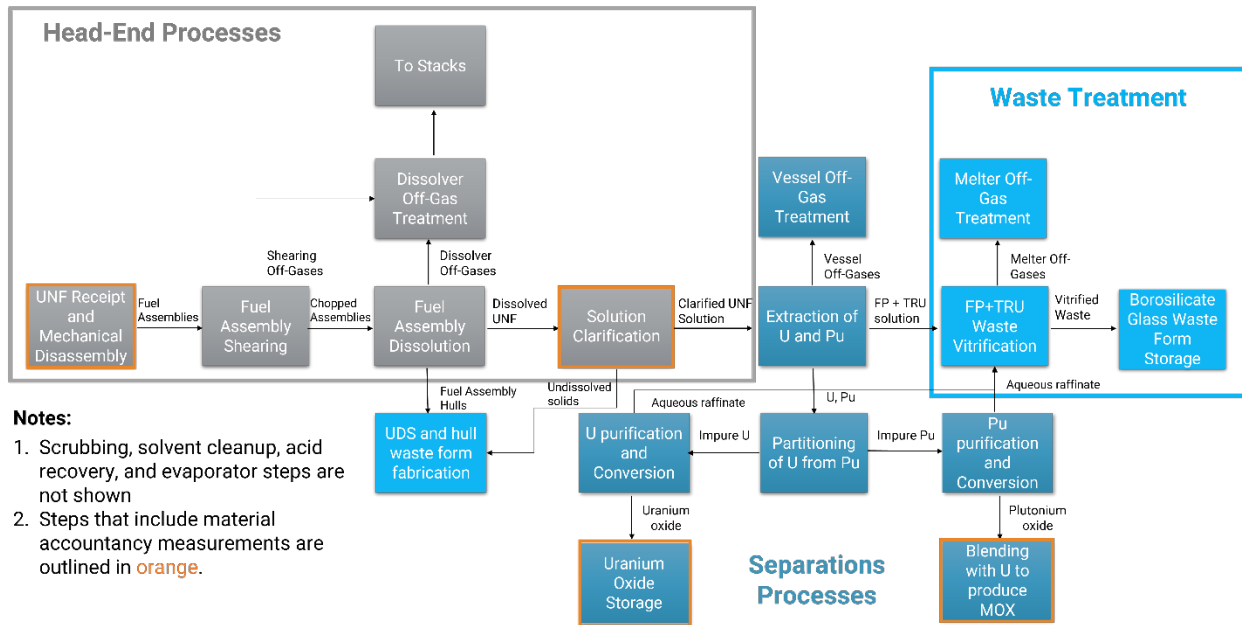 Head-End Processes
To Stacks
Waste Treatment
Dissolver
Off-Gas
Treatment
Vessel Off-
Gas
Treatment
Melter Off-
Gas
Treatment
Shearing
Off-Gases
Dissolver
Off-Gases
Vessel
Off-Gases
Melter Off-
Gases
UNF Receipt
and
Mechanical
Disassembly
Fuel
Assemblies
Fuel
Assembly
Shearing
Chopped
Assemblies
Fuel
Assembly
Dissolution
Dissolved
UNF
Solution
Clarification
Clarified UNF
Solution
Extraction of
U and Pu
FP + TRU
solution
FP+TRU
Waste
Vitrification
Vitrified
Waste
Borosilicate
Glass Waste
Form
Storage
Fuel Assembly
Hulls
Undissolved
solids
Aqueous raffinate
U, Pu
Aqueous raffinate
UDS and hull
waste form
fabrication
U purification
and
Conversion
Impure U
Partitioning
of U from Pu
Impure Pu
Pu
purification
and
Conversion
Uranium
oxide
Plutonium
oxide
Uranium
Oxide
Storage
Separations
Processes
Blending
with U to
produce
MOX
Notes:
1. Scrubbing, solvent cleanup, acid
recovery, and evaporator steps are
not shown
2. Steps that include material
accountancy measurements are
outlined in orange.